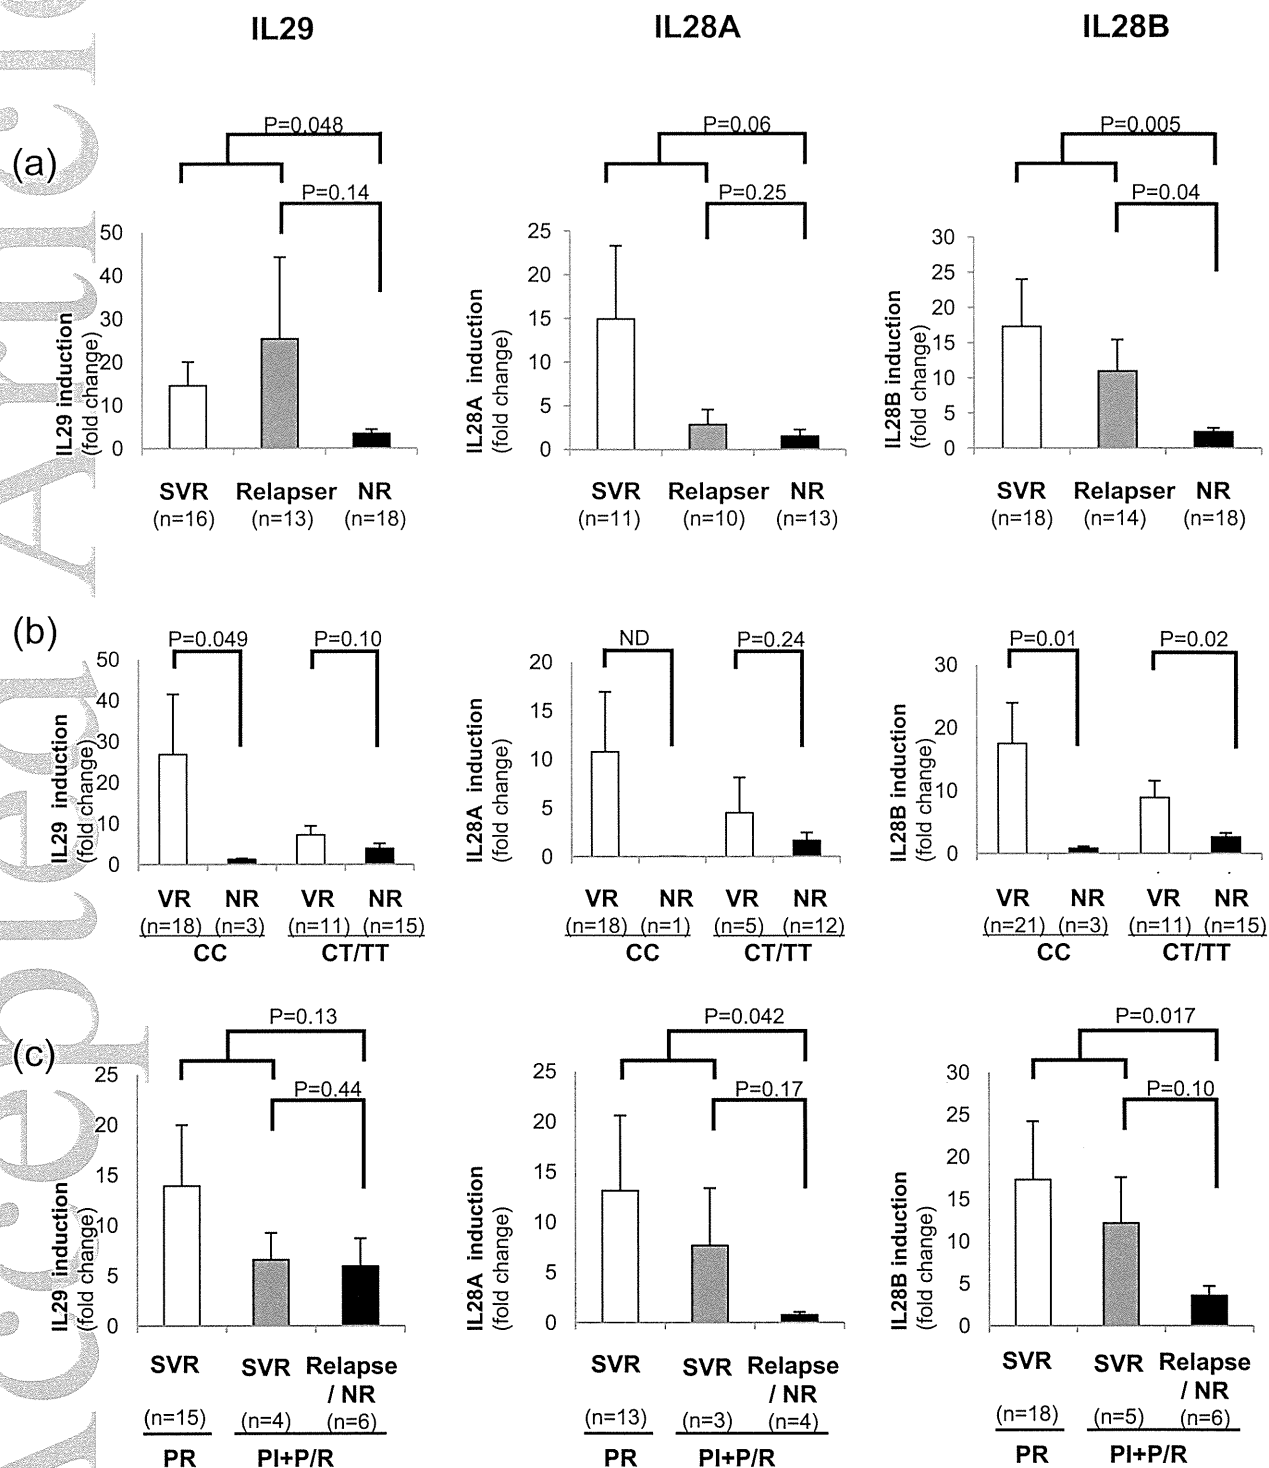 IL29 IL28A IL28B
(a)
P=0.048 P=0.06 P=0.005
P=0.14 P=0.25 P=0.04
IL29 induction
(fold change)
50
40
30
20
10
0
SVR Relapser NR
(n=16) (n=13) (n=18)
IL28A induction
(fold change)
25
20
15
10
5
0
SVR Relapser NR
(n=11) (n=10) (n=13)
IL28B induction
(fold change)
30
25
20
15
10
5
0
SVR Relapser NR
(n=18) (n=14) (n=18)
(b)
P=0.049 P=0.10
IL29 induction
(fold change)
50
40
30
20
10
0
VR NR VR NR
(n=18) (n=3) (n=11) (n=15)
CC CT/TT
ND P=0.24
IL28A induction
(fold change)
20
15
10
5
0
VR NR VR NR
(n=18) (n=1) (n=5) (n=12)
CC CT/TT
P=0.01 P=0.02
IL28B induction
(fold change)
30
20
10
0
VR NR VR NR
(n=21) (n=3) (n=11) (n=15)
CC CT/TT
(c)
P=0.13
P=0.44
IL29 induction
(fold change)
25
20
15
10
5
0
SVR SVR Relapse
/ NR
(n=15) (n=4) (n=6)
PR PI+P/R
P=0.042
P=0.17
IL28A induction
(fold change)
25
20
15
10
5
0
SVR SVR Relapse
/ NR
(n=13) (n=3) (n=4)
PR PI+P/R
P=0.017
P=0.10
IL28B induction
(fold change)
30
25
20
15
10
5
0
SVR SVR Relapse
/ NR
(n=18) (n=5) (n=6)
PR PI+P/R
Accepted Article